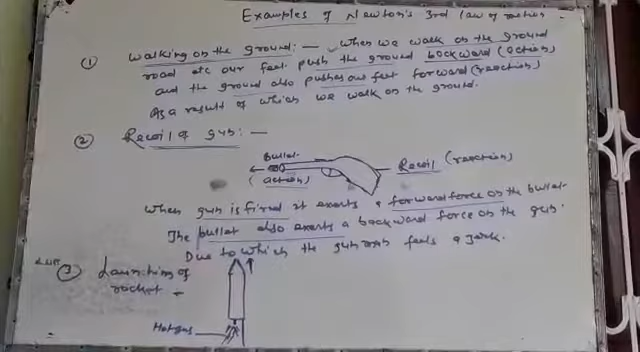 Examples of Newton's 3rd law of motion -
① Walking on the ground: — When we walk on the ground
road etc our feet push the ground backward (action)
and the ground also pushes our feet forward (reaction)
As a result of which we walk on the ground.
② Recoil of gun: —
Bullet
(action)
Recoil (reaction)
When gun is fired it exerts a forward force on the bullet.
The bullet also exerts a backward force on the gun.
Due to which the gun man feels a jerk.
③ Launching of
rocket -
Hot gas